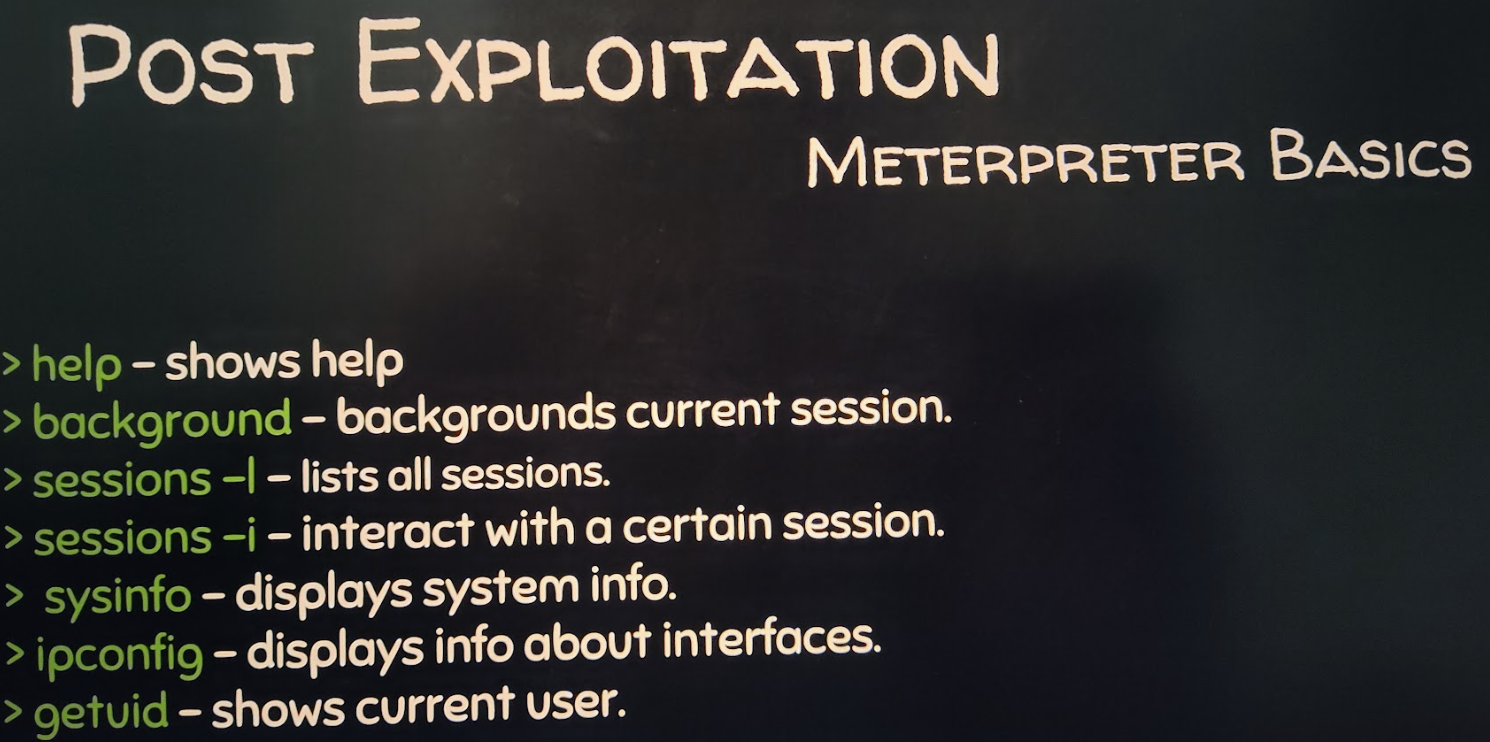 Post Exploitation
Meterpreter Basics
> help – shows help
> background – backgrounds current session.
> sessions –l – lists all sessions.
> sessions –i – interact with a certain session.
> sysinfo – displays system info.
> ipconfig – displays info about interfaces.
> getuid – shows current user.